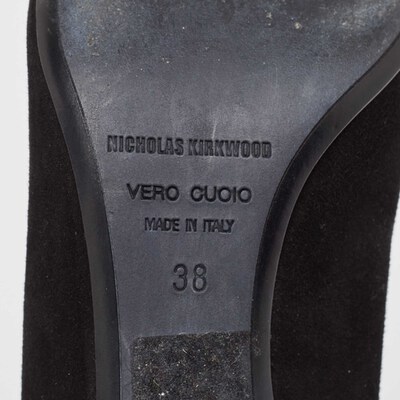 NICHOLAS KIRKWOOD
VERO CUOIO
MADE IN ITALY
38